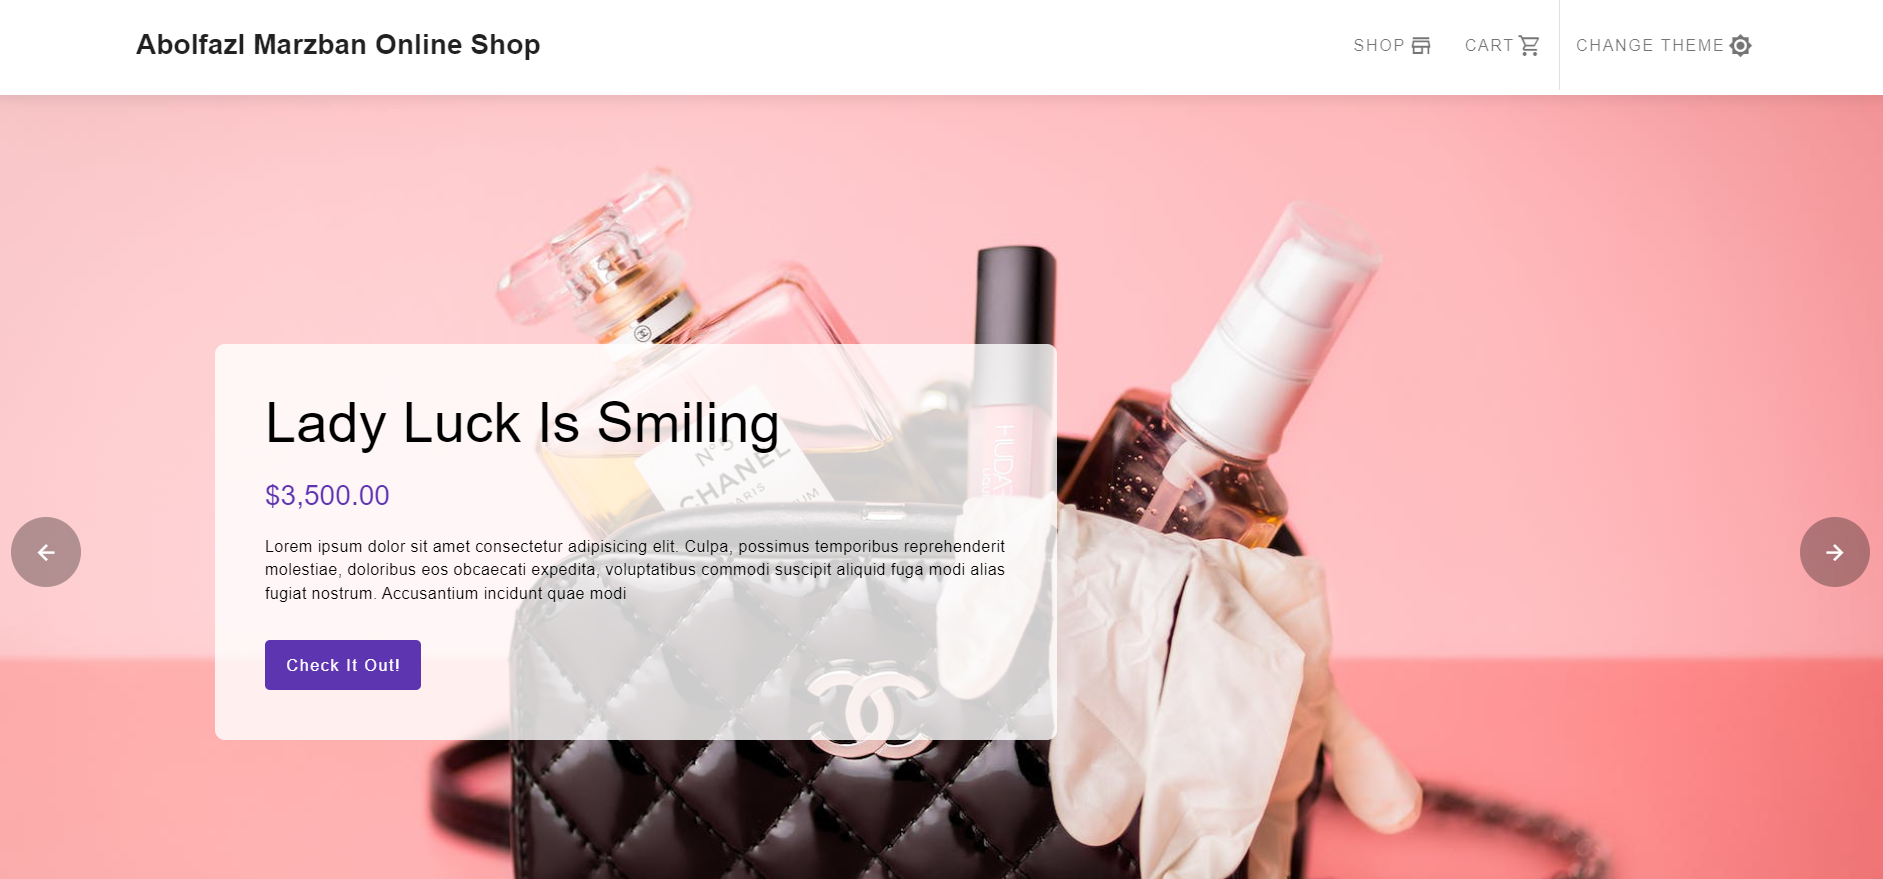 Abolfazl Marzban Online Shop
SHOP
CART
CHANGE THEME
Lady Luck Is Smiling
$3,500.00
Lorem ipsum dolor sit amet consectetur adipisicing elit. Culpa, possimus temporibus reprehenderit
molestiae, doloribus eos obcaecati expedita, voluptatibus commodi suscipit aliquid fuga modi alias
fugiat nostrum. Accusantium incidunt quae modi
Check It Out!
N°5
CHANEL
PARIS